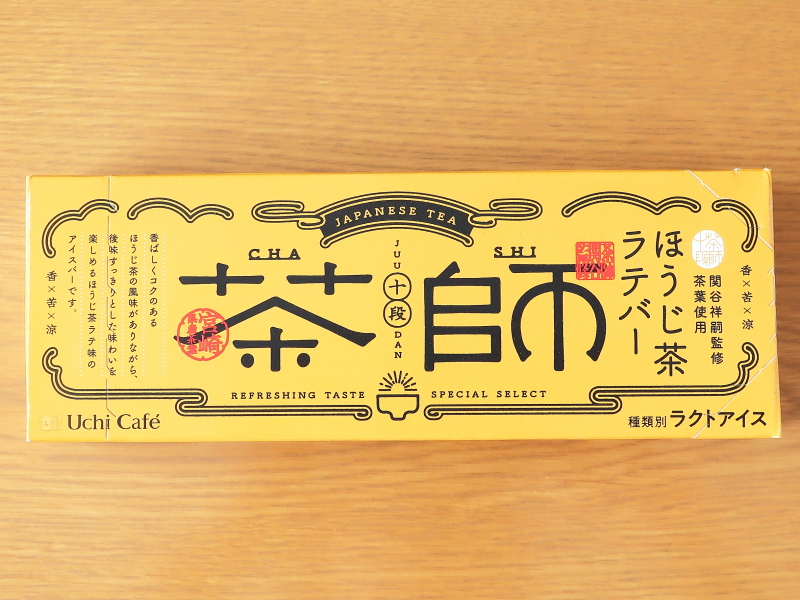 JAPANESE TEA
CHA
SHI
茶師
JUU
十段
DAN
REFRESHING TASTE
SPECIAL SELECT
ほうじ茶
ラテバー
関谷祥嗣監修
茶葉使用
香×苦×涼
香ばしくコクのある
ほうじ茶の風味がありながら、
後味すっきりとした味わいを
楽しめるほうじ茶ラテ味の
アイスバーです。
香×苦×涼
Uchi Café
種類別 ラクトアイス